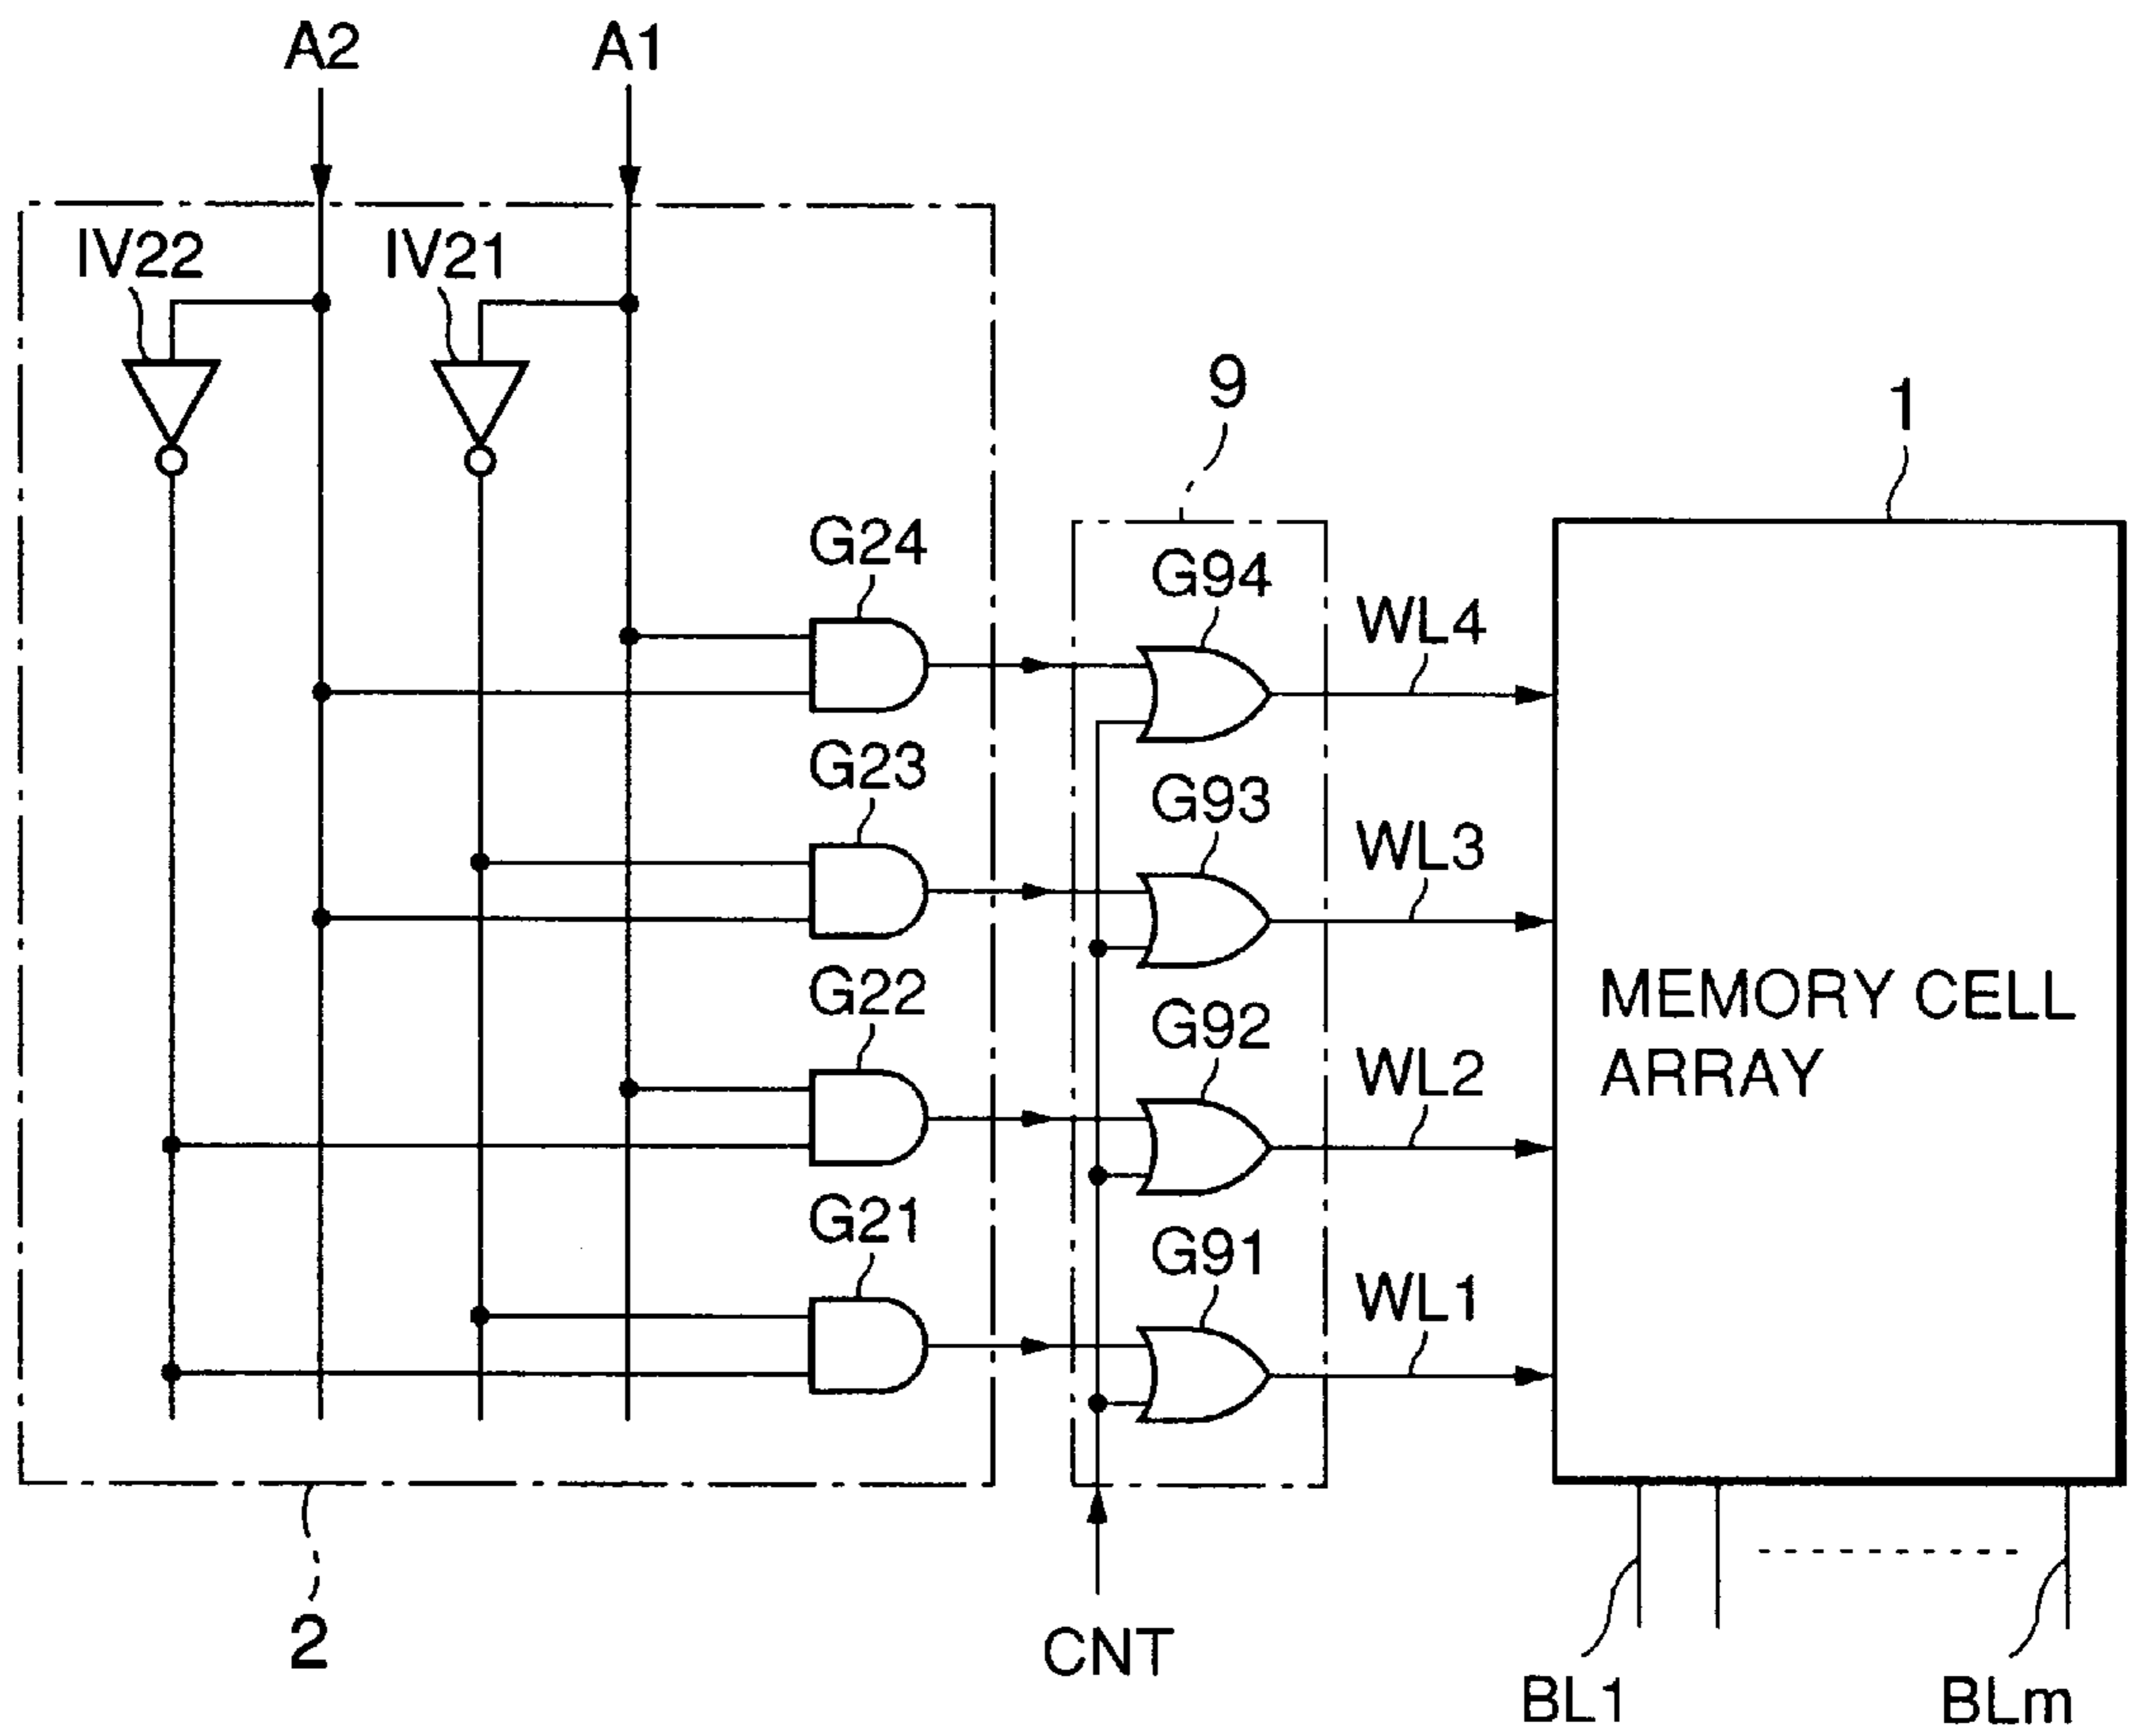 A2
A1
IV22
IV21
9
1
G24
G94
WL4
G23
G93
WL3
G22
G92
WL2
MEMORY CELL
ARRAY
G21
G91
WL1
2
CNT
BL1
BLm